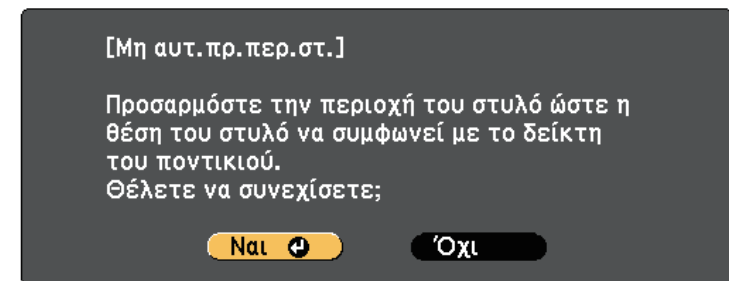 [Μη αυτ.πρ.περ.στ.]
Προσαρμόστε την περιοχή του στυλό ώστε η
θέση του στυλό να συμφωνεί με το δείκτη
του ποντικιού.
Θέλετε να συνεχίσετε;
Ναι Όχι